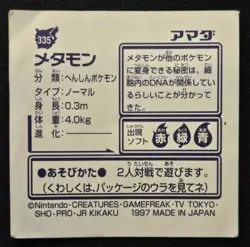 335
メタモン
分類：へんしんポケモン
タイプ：ノーマル
身長：0.3m
体重：4.0kg
進化：
アマダ
メタモンが他のポケモン
に変身できる秘密は、細
胞内のDNAが関係してい
るらしいことが分かって
きた。
出現
ソフト
赤 緑 青
●あそびかた● 2人対戦で遊びます。
(くわしくは、パッケージのウラを見てネ)
©Nintendo・CREATURES・GAMEFREAK・TV TOKYO・
SHO-PRO・JR KIKAKU 1997 MADE IN JAPAN